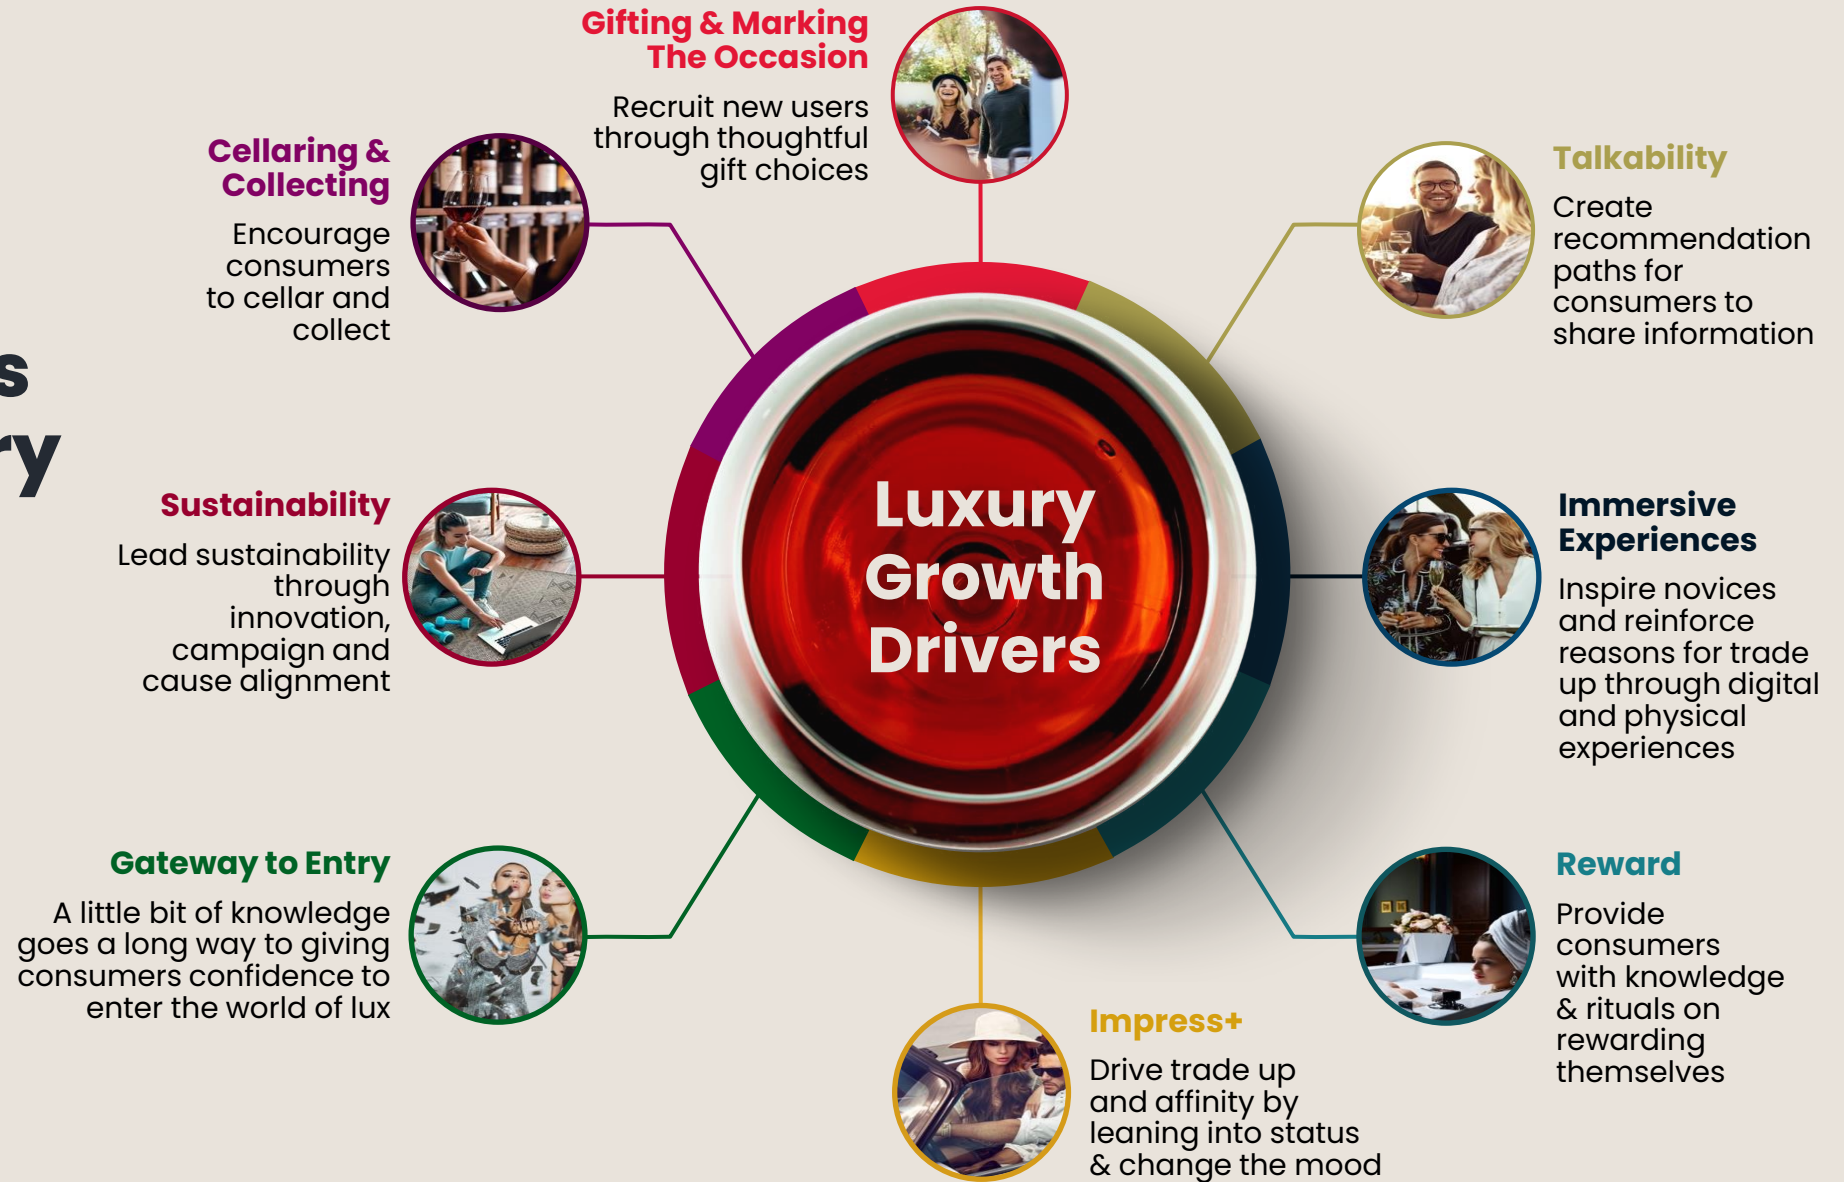 Gifting & Marking
The Occasion
Recruit new users
through thoughtful
gift choices
Cellaring &
Collecting
Encourage
consumers
to cellar and
collect
Talkability
Create
recommendation
paths for
consumers to
share information
s
ry
Sustainability
Lead sustainability
through
innovation,
campaign and
cause alignment
Luxury
Growth
Drivers
Immersive
Experiences
Inspire novices
and reinforce
reasons for trade
up through digital
and physical
experiences
Gateway to Entry
A little bit of knowledge
goes a long way to giving
consumers confidence to
enter the world of lux
Reward
Provide
consumers
with knowledge
& rituals on
rewarding
themselves
Impress+
Drive trade up
and affinity by
leaning into status
& change the mood